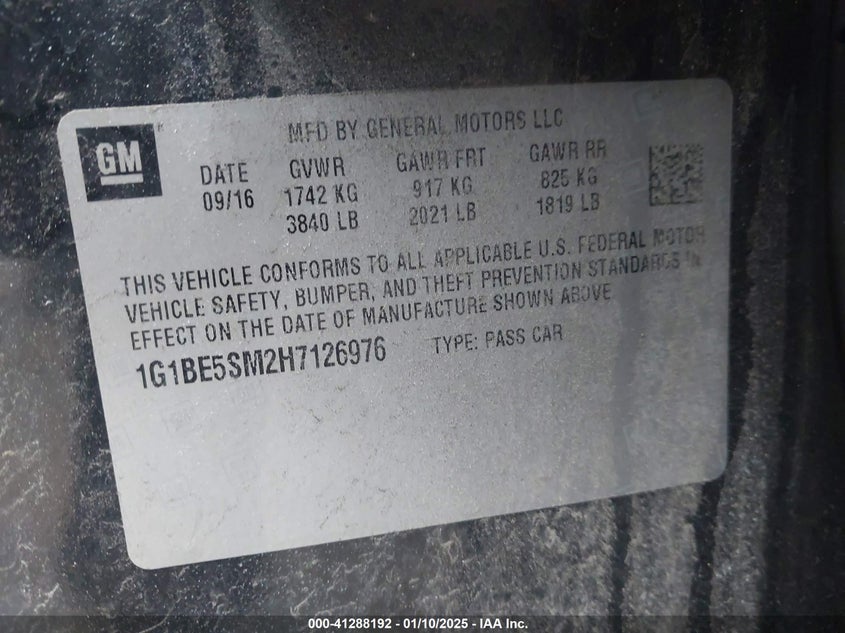 GM
MFD BY GENERAL MOTORS LLC
DATE GVWR GAWR FRT GAWR RR
09/16 1742 KG 917 KG 825 KG
3840 LB 2021 LB 1819 LB
THIS VEHICLE CONFORMS TO ALL APPLICABLE U.S. FEDERAL MOTOR
VEHICLE SAFETY, BUMPER, AND THEFT PREVENTION STANDARDS IN
EFFECT ON THE DATE OF MANUFACTURE SHOWN ABOVE
1G1BE5SM2H7126976 TYPE: PASS CAR
000-41288192 — 01/10/2025 — IAA Inc.